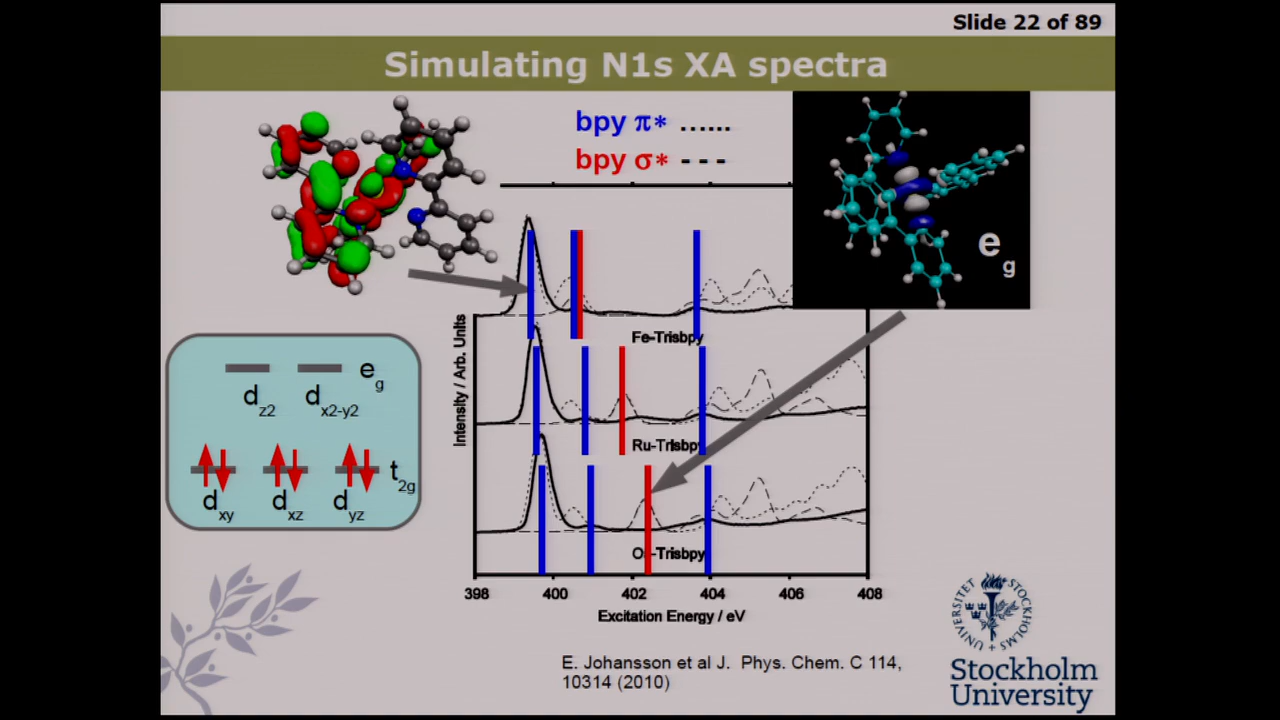 Slide 22 of 89
Simulating N1s XA spectra
bpy π* ......
bpy σ* - - -
e
g
Fe-Trisbpy
Ru-Trisbpy
Os-Trisbpy
Intensity / Arb. Units
398 400 402 404 406 408
Excitation Energy / eV
e g
d z2 d x2-y2
t 2g
d xy d xz d yz
E. Johansson et al J. Phys. Chem. C 114,
10314 (2010)
STOCKHOLMS UNIVERSITET
Stockholm
University